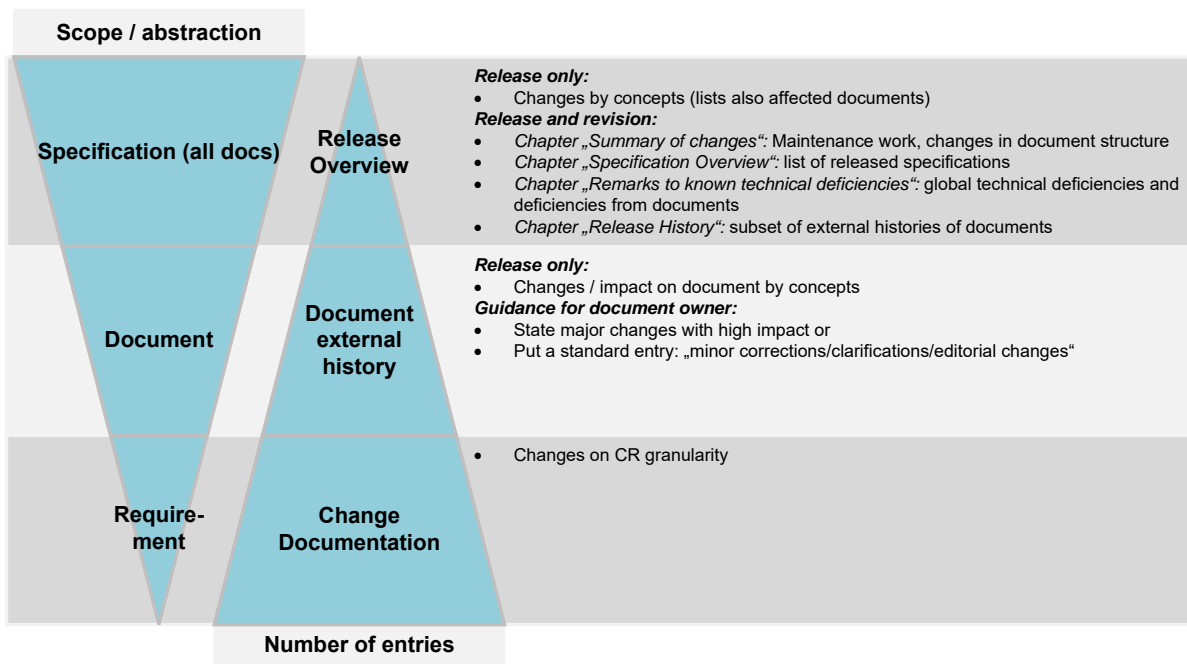 Scope / abstraction
Specification (all docs)
Release
Overview
Release only:
• Changes by concepts (lists also affected documents)
Release and revision:
• Chapter „Summary of changes“: Maintenance work, changes in document structure
• Chapter „Specification Overview“: list of released specifications
• Chapter „Remarks to known technical deficiencies“: global technical deficiencies and
deficiencies from documents
• Chapter „Release History“: subset of external histories of documents
Document
Document
external
history
Release only:
• Changes / impact on document by concepts
Guidance for document owner:
• State major changes with high impact or
• Put a standard entry: „minor corrections/clarifications/editorial changes“
Require-
ment
Change
Documentation
• Changes on CR granularity
Number of entries